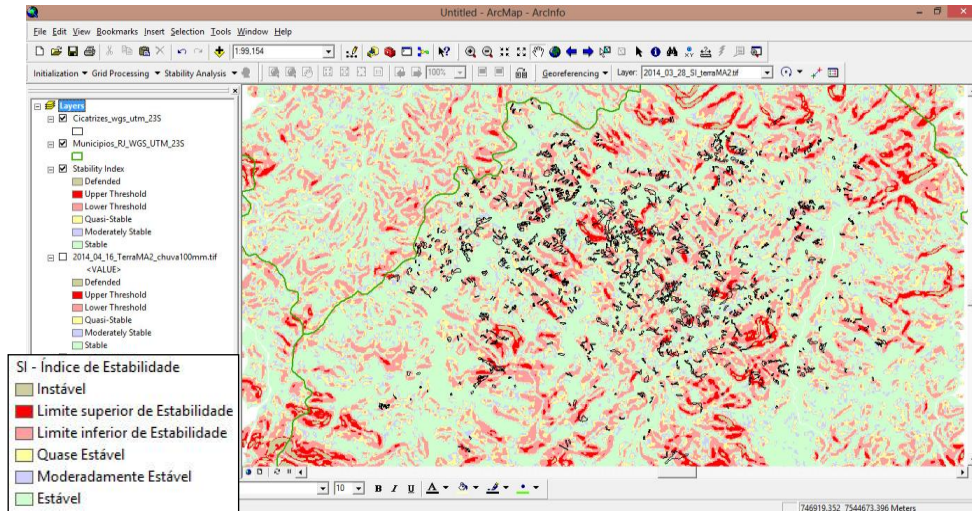 Untitled - ArcMap - ArcInfo
File Edit View Bookmarks Insert Selection Tools Window Help
1:99,154
Initialization Grid Processing Stability Analysis 100% Georeferencing Layer: 2014_03_28_SI_terraMA2.tif
Layers
Cicatrizes_wgs_utm_23S
Municipios_RJ_WGS_UTM_23S
Stability Index
Defended
Upper Threshold
Lower Threshold
Quasi-Stable
Moderately Stable
Stable
2014_04_16_TerraMA2_chuva100mm.tif
<VALUE>
Defended
Upper Threshold
Lower Threshold
Quasi-Stable
Moderately Stable
Stable
SI - Índice de Estabilidade
Instável
Limite superior de Estabilidade
Limite inferior de Estabilidade
Quase Estável
Moderadamente Estável
Estável
10 B I U A
746919,352 7544673,396 Meters